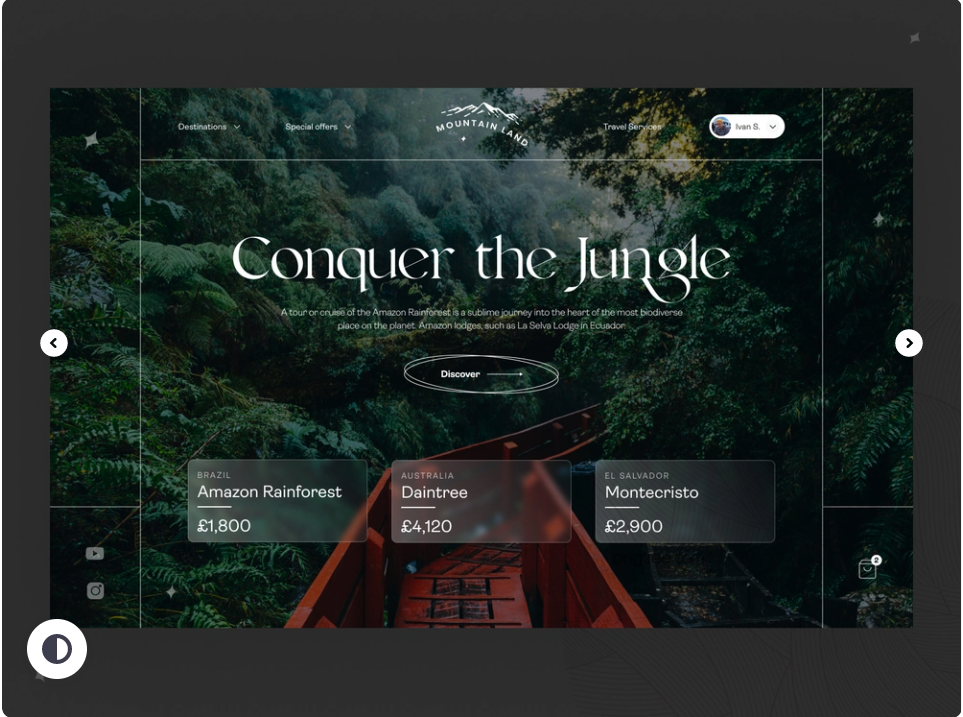 Destinations
Special offers
MOUNTAIN LAND
Travel Services
Ivan S.
Conquer the Jungle
A tour or cruise of the Amazon Rainforest is a sublime journey into the heart of the most biodiverse
place on the planet. Amazon lodges, such as La Selva Lodge in Ecuador.
Discover
BRAZIL
Amazon Rainforest
£1,800
AUSTRALIA
Daintree
£4,120
EL SALVADOR
Montecristo
£2,900
2